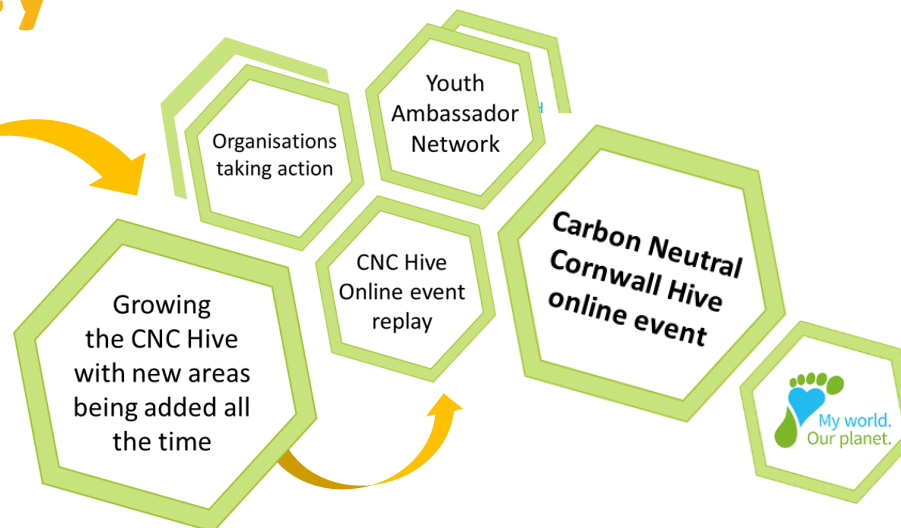 y
Youth
Ambassador
Network
Organisations
taking action
Carbon Neutral
Cornwall Hive
online event
CNC Hive
Online event
replay
Growing
the CNC Hive
with new areas
being added all
the time
My world.
Our planet.